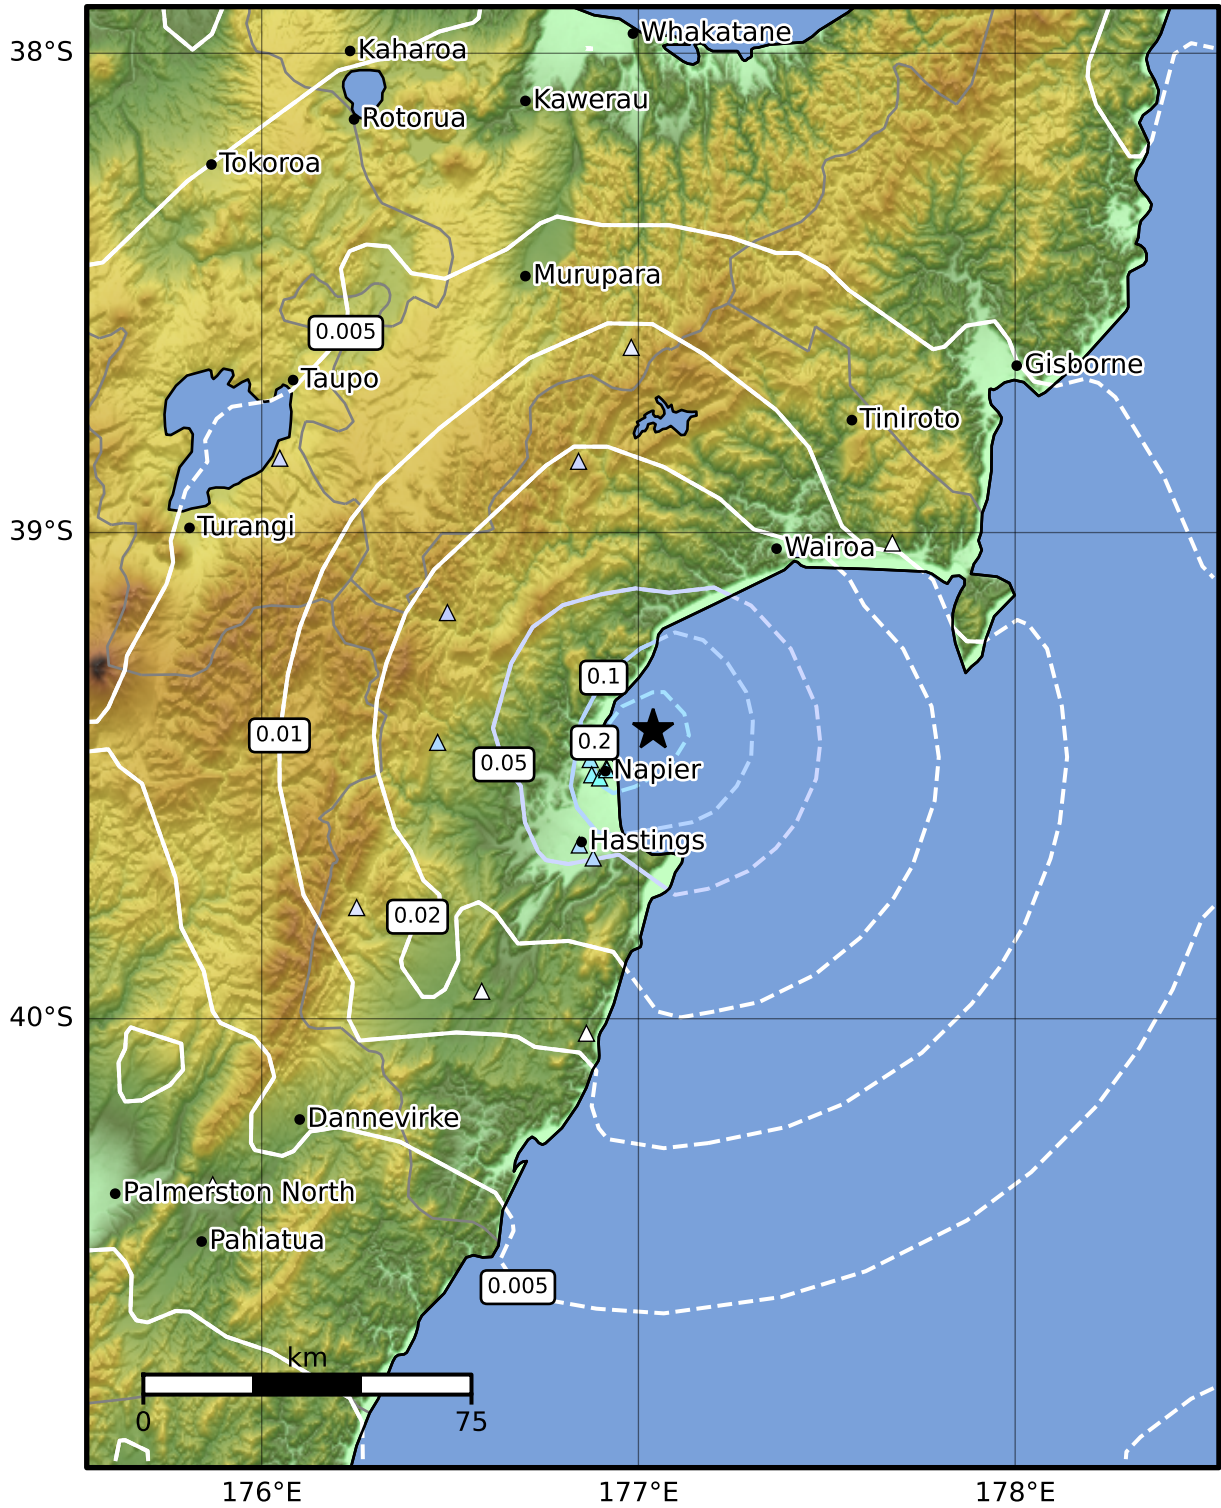 Whakatane
38°S
Kaharoa
Kawerau
Rotorua
Tokoroa
Murupara
0.005
Gisborne
Taupo
Tiniroto
Turangi
39°S
Wairoa
0.1
0.01
0.2
0.05
Napier
Hastings
0.02
40°S
Dannevirke
Palmerston North
Pahiatua
0.005
km
0
75
176°E
177°E
178°E